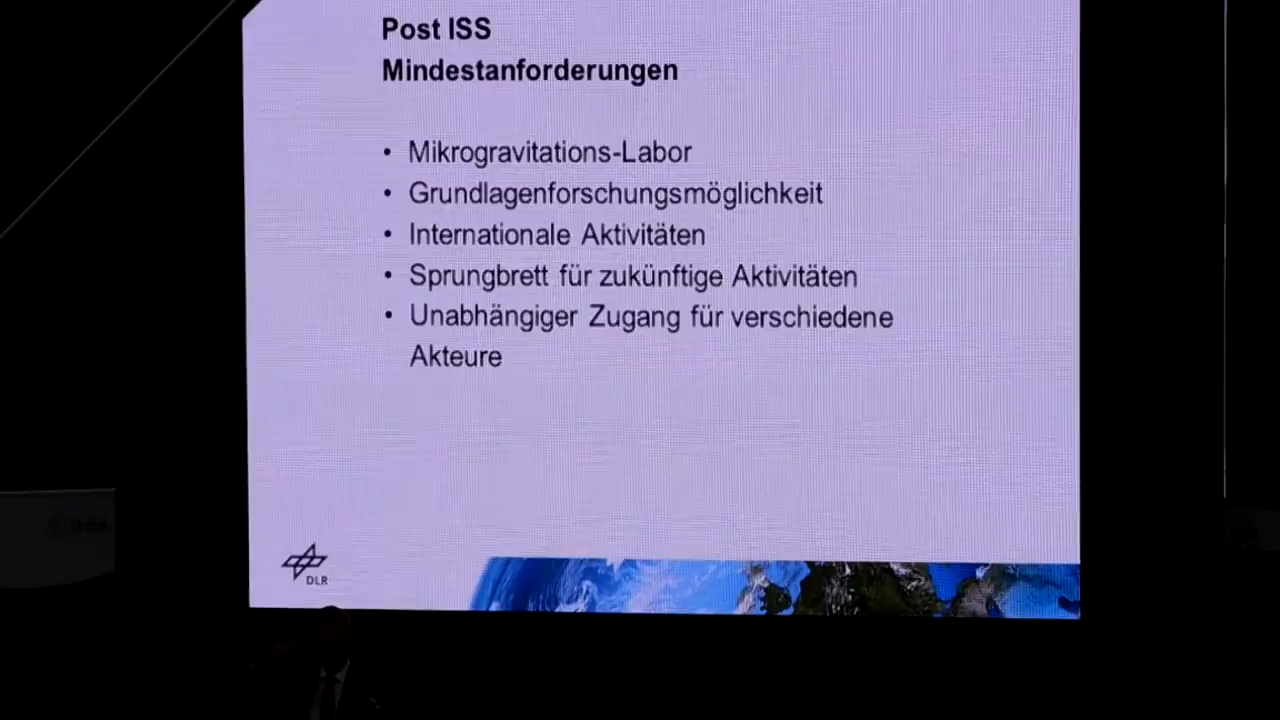 Post ISS
Mindestanforderungen
• Mikrogravitations-Labor
• Grundlagenforschungsmöglichkeit
• Internationale Aktivitäten
• Sprungbrett für zukünftige Aktivitäten
• Unabhängiger Zugang für verschiedene
Akteure
DLR